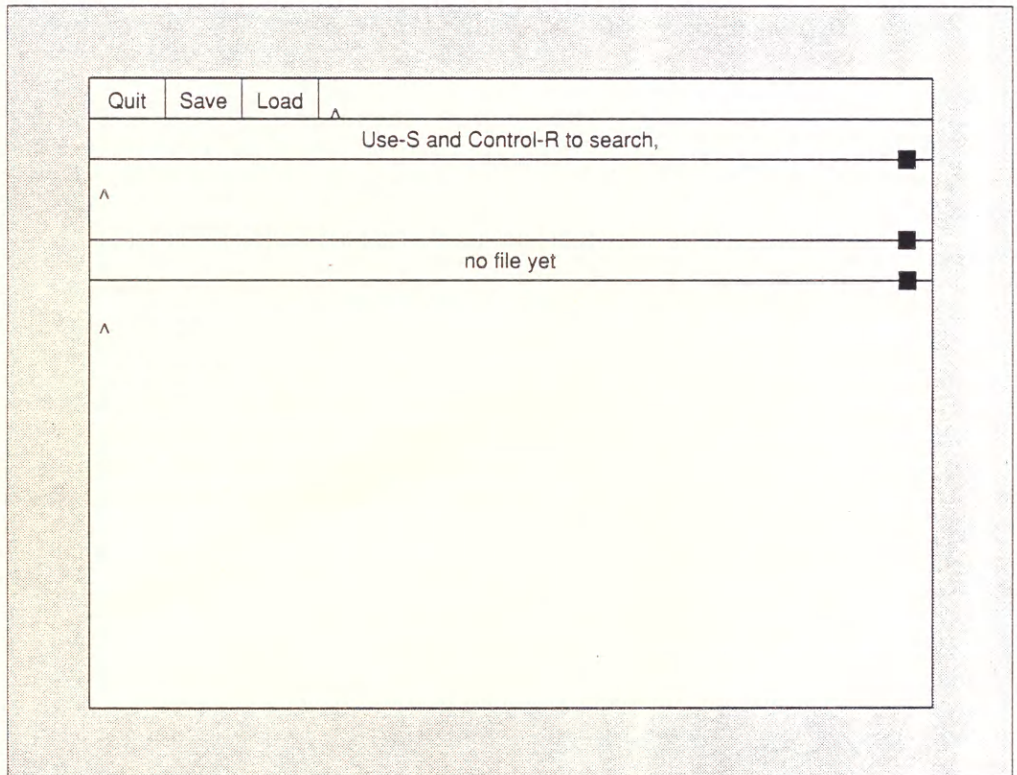 Quit Save Load ^
Use-S and Control-R to search,
^
no file yet
^